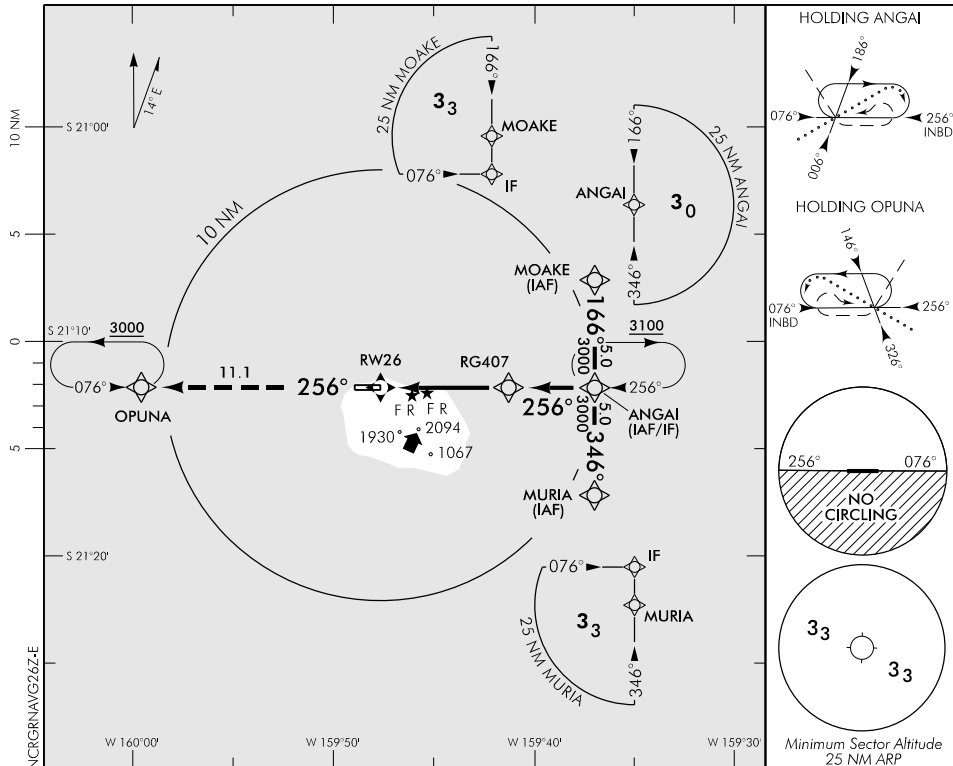 14° E
10 NM
5
0
5
S 21°00'
S 21°10'
S 21°20'
25 NM MOAKE
3₃
166°
MOAKE
076°
IF
166°
ANGAI
3₀
346°
25 NM ANGAI
10 NM
MOAKE
(IAF)
166°
5.0
3000
3000
076°
OPUNA
11.1
256°
RW26
RG407
256°
3100
256°
ANGAI
(IAF/IF)
F R
F R
1930
2094
1067
5.0
3000
346°
MURIA
(IAF)
076°
IF
3₃
MURIA
25 NM MURIA
346°
NCRGRNAVG26Z-E
W 160°00'
W 159°50'
W 159°40'
W 159°30'
HOLDING ANGAI
186°
076°
256°
INBD
006°
HOLDING OPUNA
146°
076°
INBD
256°
326°
256°
076°
NO
CIRCLING
3₃
3₃
Minimum Sector Altitude
25 NM ARP